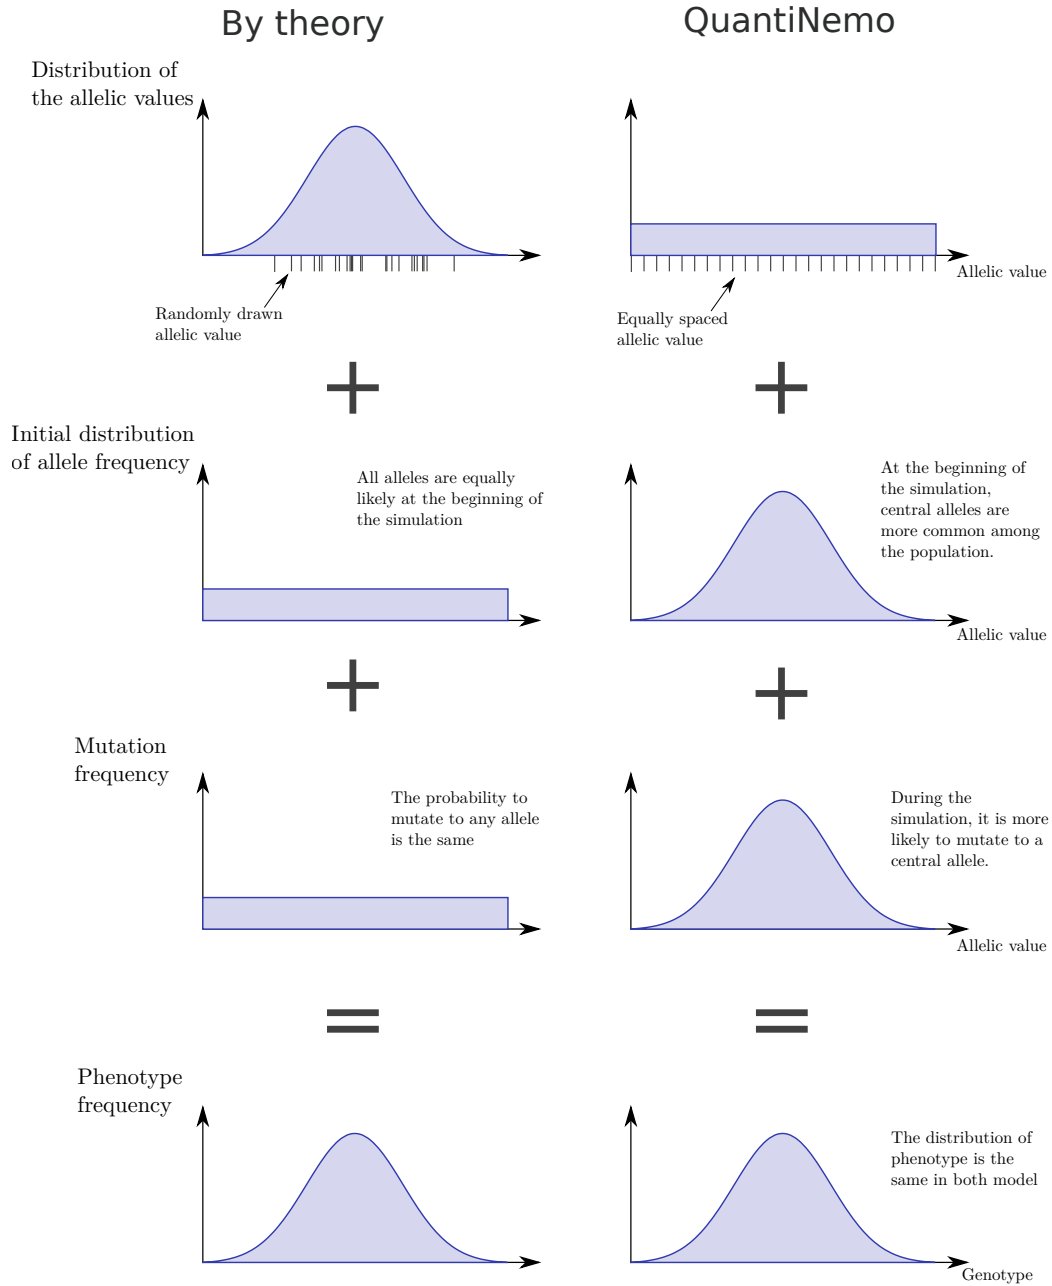 By theory
QuantiNemo
Distribution of
the allelic values
Allelic value
Randomly drawn
allelic value
Equally spaced
allelic value
+
+
Initial distribution
of allele frequency
All alleles are equally
likely at the beginning of
the simulation
At the beginning of
the simulation,
central alleles are
more common among
the population.
Allelic value
+
+
Mutation
frequency
The probability to
mutate to any allele
is the same
During the
simulation, it is more
likely to mutate to a
central allele.
Allelic value
=
=
Phenotype
frequency
The distribution of
phenotype is the
same in both model
Genotype